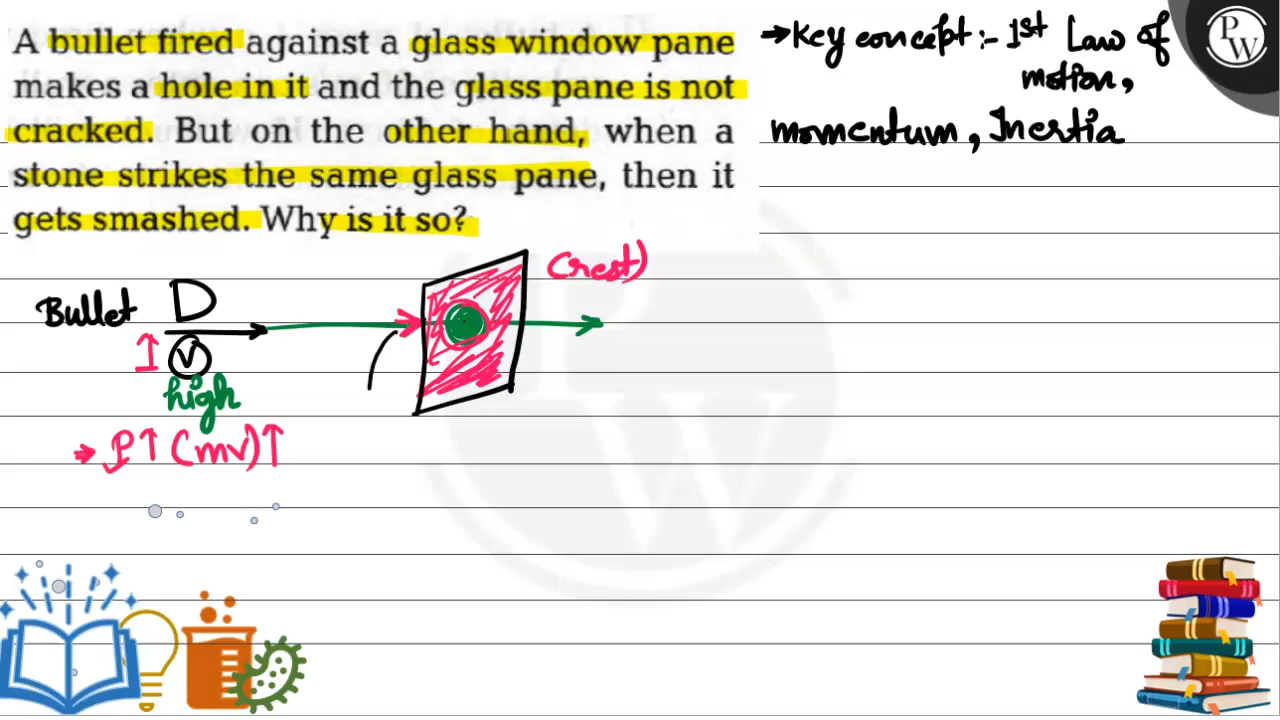 A bullet fired against a glass window pane
makes a hole in it and the glass pane is not
cracked. But on the other hand, when a
stone strikes the same glass pane, then it
gets smashed. Why is it so?
→ Key concept :- 1st Law of
motion,
momentum, Inertia
PW
(rest)
Bullet
↑ V
high
→ P↑ (mv)↑
PW